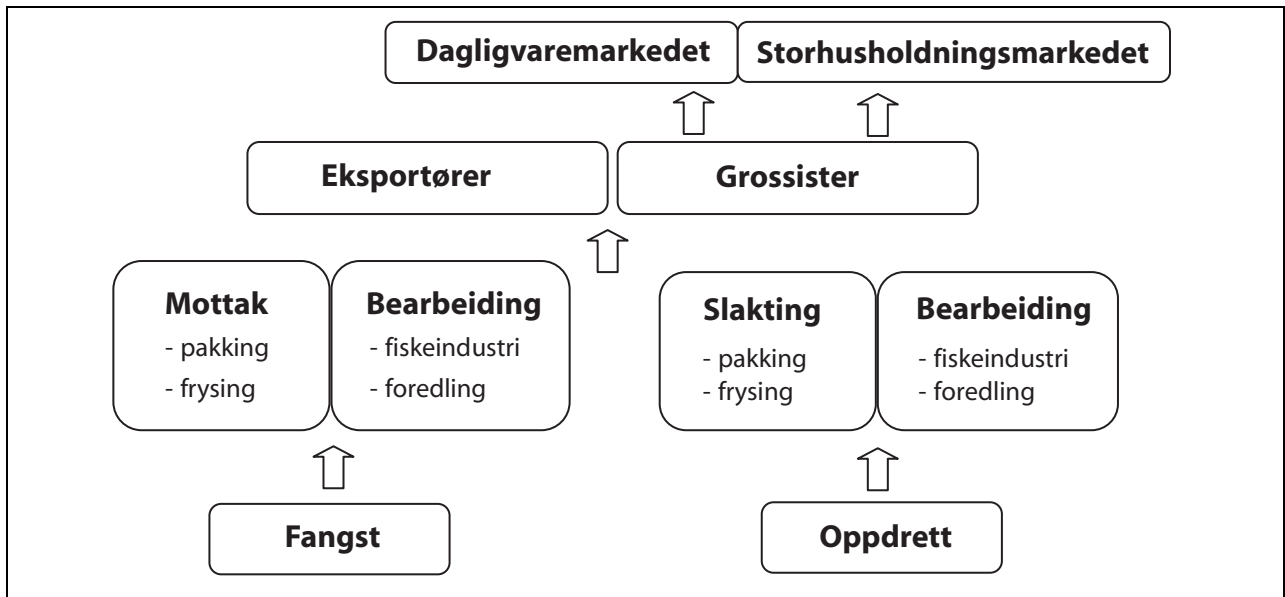 Dagligvaremarkedet
Storhusholdningsmarkedet
Eksportører
Grossister
Mottak
- pakking
- frysing
Bearbeiding
- fiskeindustri
- foredling
Slakting
- pakking
- frysing
Bearbeiding
- fiskeindustri
- foredling
Fangst
Oppdrett